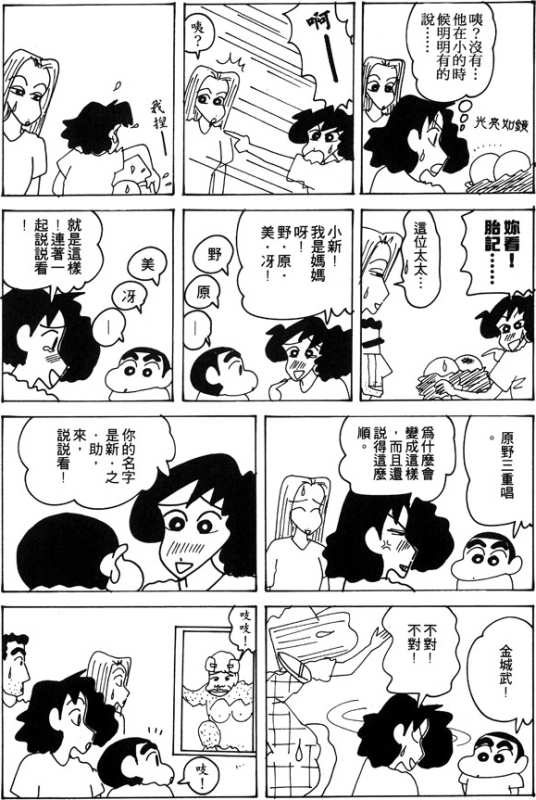 咦？沒有…
他在小的時
候明明有的
說……
光亮如鏡
啊——
咦？
我捏—
妳看！
胎記……
這位太太…
小新！
我是媽媽
呀！
野．原．
美．冴！
野—
原—
美—
冴—
就是這樣
！連著一
起說說看
！
原野三重唱
。
為什麼會
變成這樣
，而且還
說得這麼
順。
你的名字
是新．之
．助，
來，
說說看！
金城武！
不對！
不對！
吱吱！
吱！